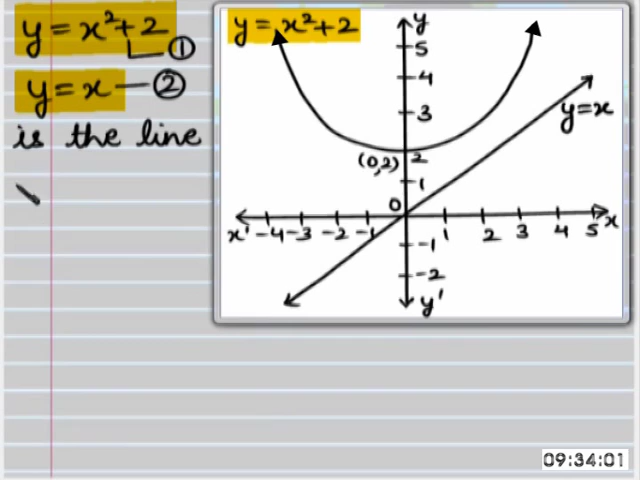 y = x²+2 ①
y = x — ②
is the line
y = x²+2
y
5
4
3
(0,2) 2
1
0
y=x
x' -4 -3 -2 -1 1 2 3 4 5 x
-1
-2
y'
09:34:01